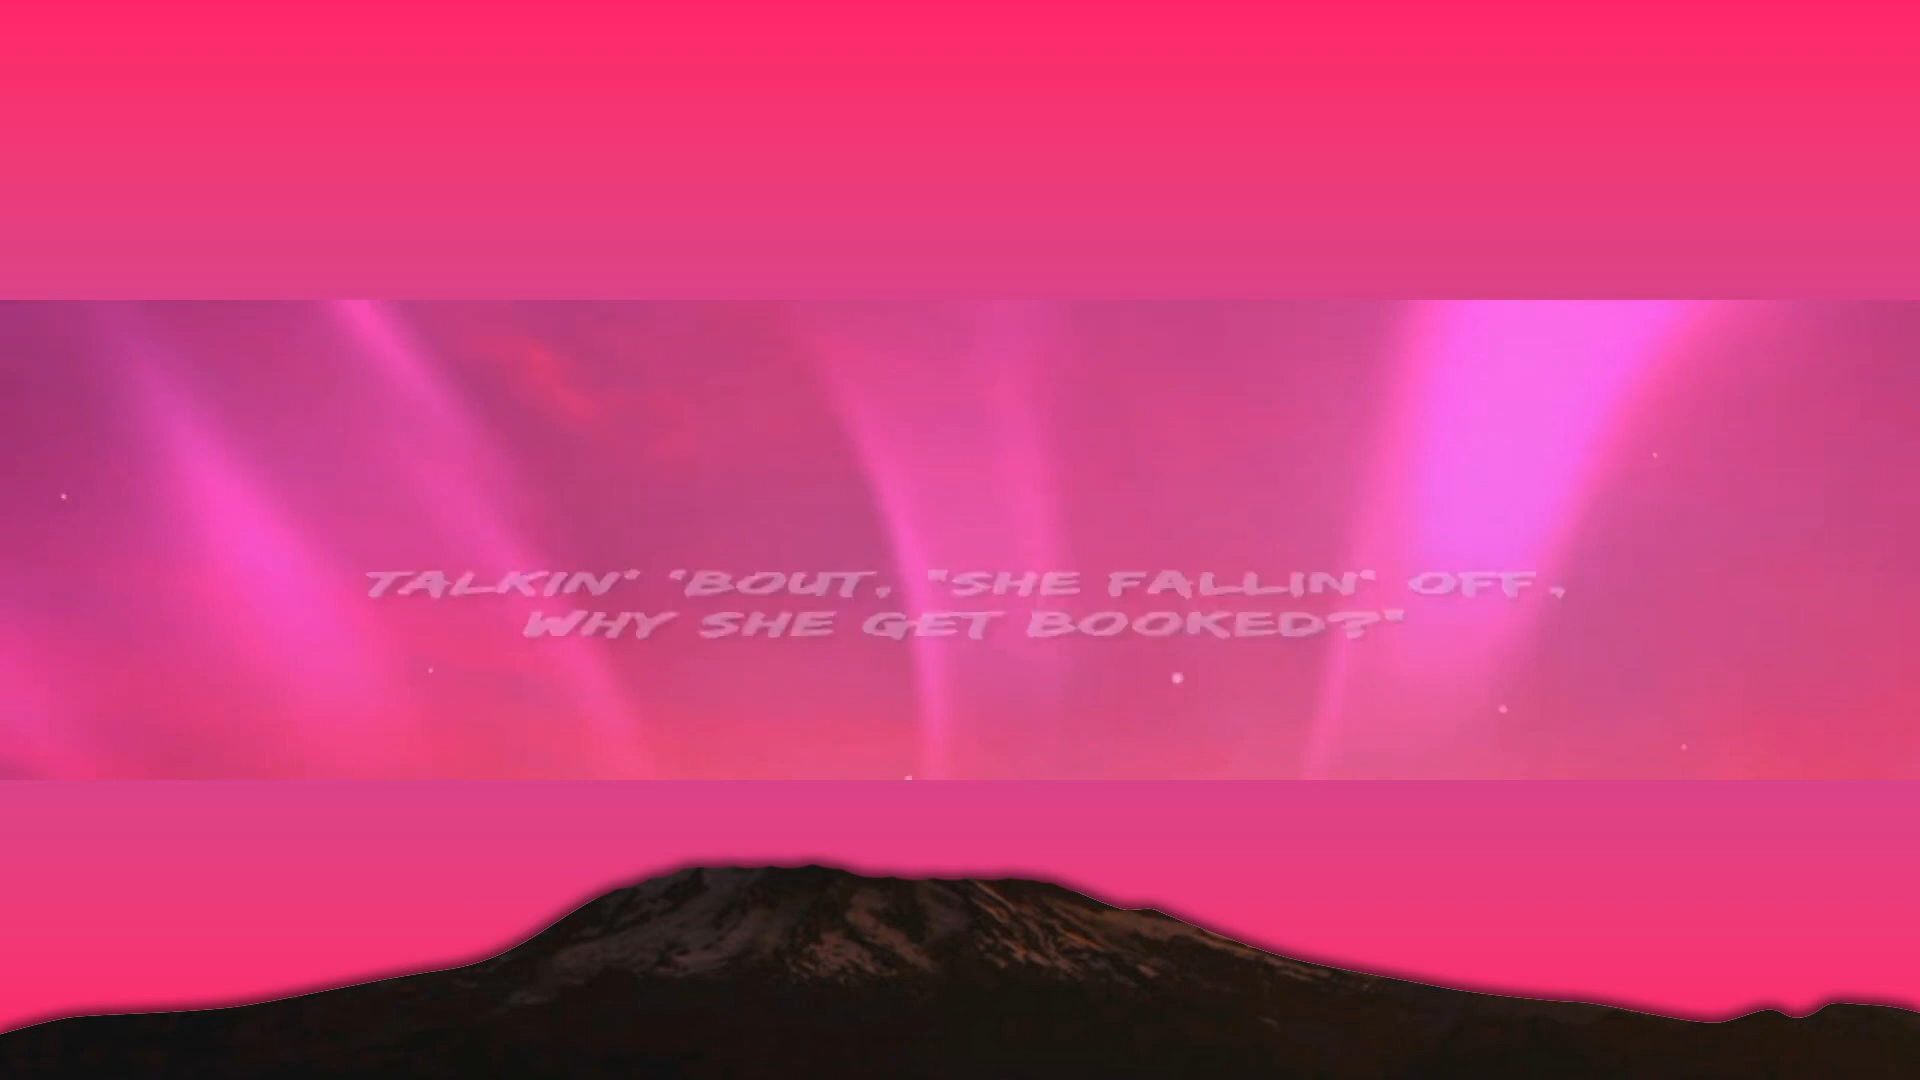 TALKIN' 'BOUT, "SHE FALLIN' OFF,
WHY SHE GET BOOKED?"